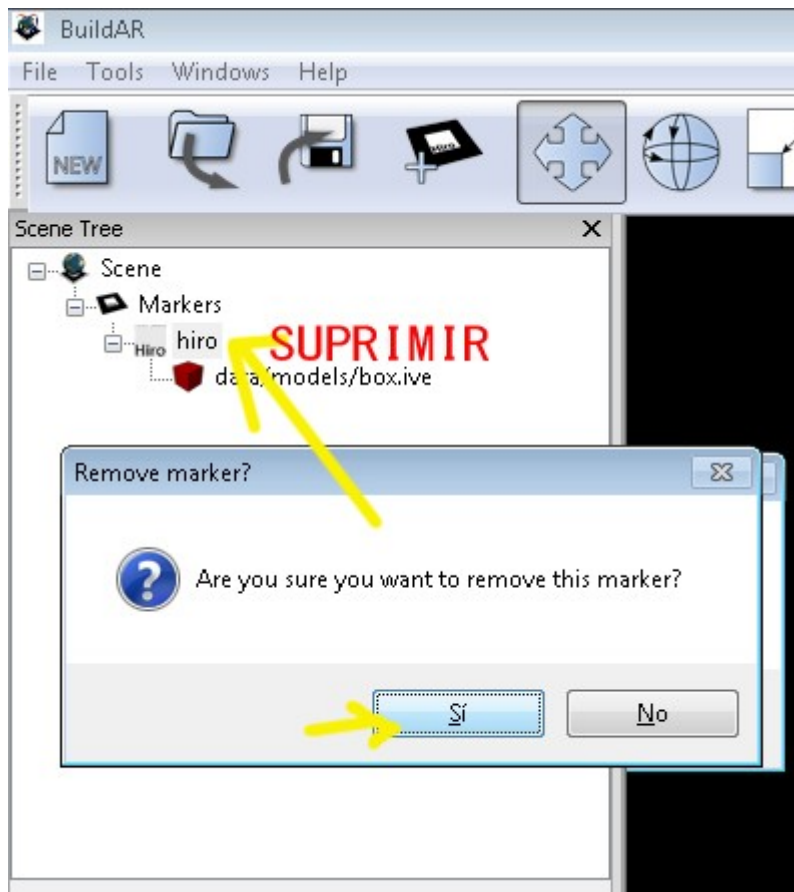 BuildAR
File Tools Windows Help
NEW
Hiro
Scene Tree
Scene
Markers
Hiro hiro
SUPRIMIR
data/models/box.ive
Remove marker?
Are you sure you want to remove this marker?
Sí No